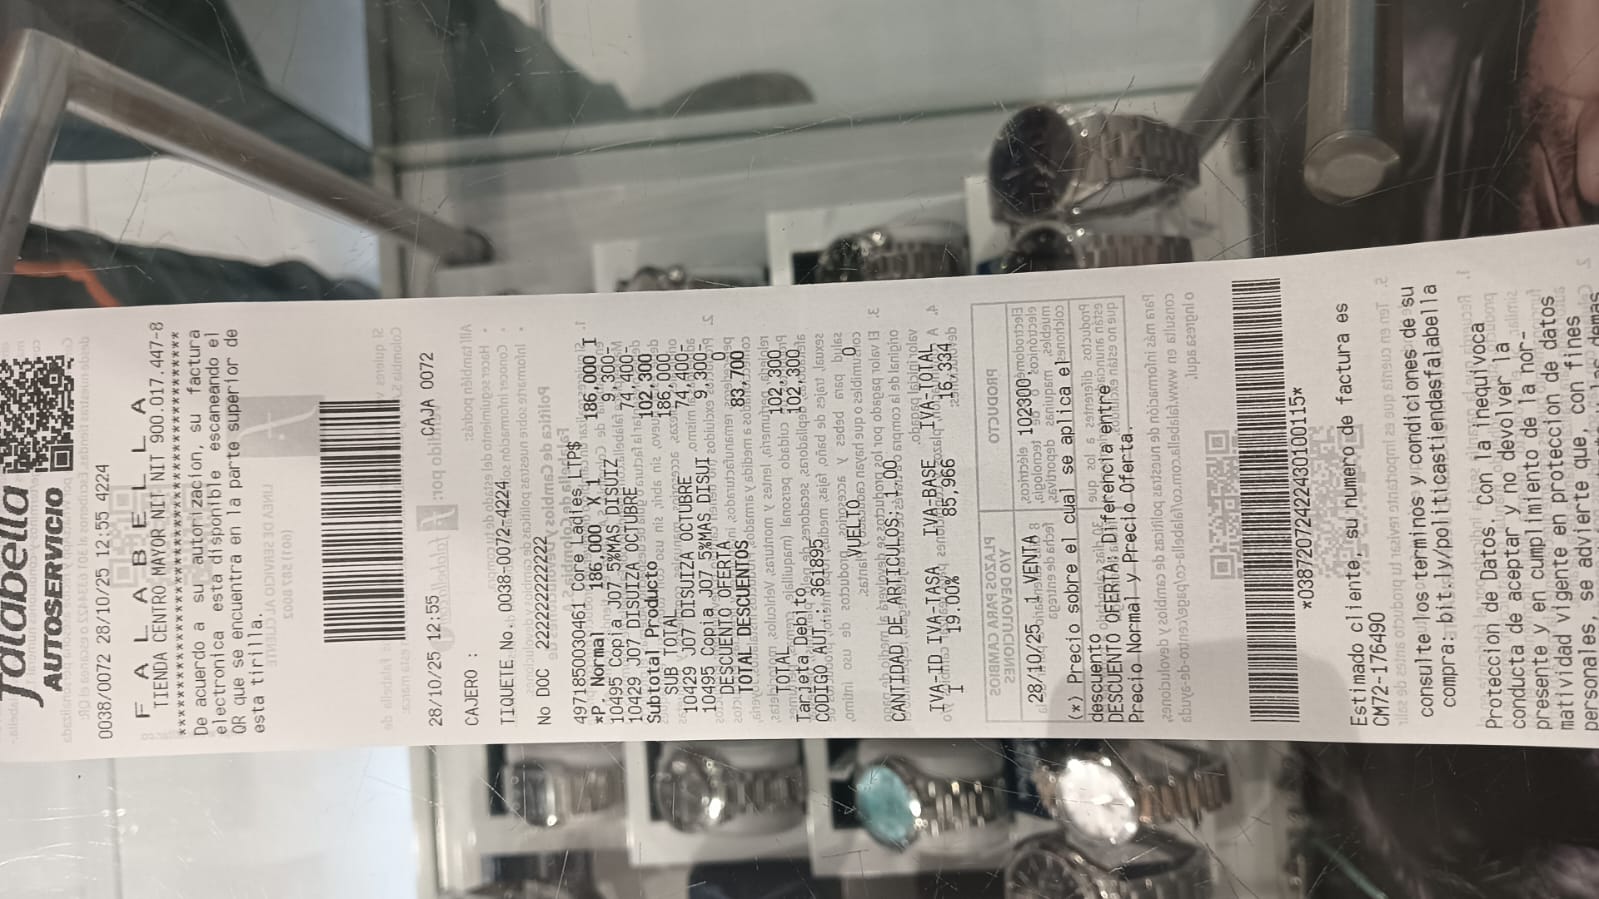 falabella
AUTOSERVICIO
0038/0072 28/10/25 12:55 4224
F A L A B E L L A
TIENDA CENTRO MAYOR NIT NIT 900.017.447-8
De acuerdo a su autorizacion, su factura
electronica esta disponible escaneando el
QR que se encuentra en la parte superior de
esta tirilla.
28/10/25 12:55 CAJA 0072
CAJERO :
TIQUETE No. 0038-0072-4224
No DOC 222222222222
4971850030461 Core Ladies LTP$
*P. Normal 186,000 X 1 186,000 I
10495 Copia J07 5%MAS DISUIZ 9,300-
10429 J07 DISUIZA OCTUBRE 74,400-
Subtotal Producto 102,300
SUB TOTAL 186,000
10429 J07 DISUIZA OCTUBRE 74,400-
10495 Copia J07 5%MAS DISUI 9,300-
DESCUENTO OFERTA 0
TOTAL DESCUENTOS 83,700
TOTAL 102,300
Tarjeta Debito 102,300
CODIGO AUT.: 361895
VUELTO 0
CANTIDAD DE ARTICULOS: 1.00
IVA-ID IVA-TASA IVA-BASE IVA-TOTAL
I 19.00% 85,966 16,334
28/10/25 1 VENTA 102300
(*) Precio sobre el cual se aplica el
descuento
DESCUENTO OFERTA: Diferencia entre
Precio Normal y Precio Oferta.
*03872072422430100115*
Estimado cliente, su numero de factura es
CM72-176490
consulte los terminos y condiciones de su
compra: bit.ly/politicastiendasfalabella
Proteccion de Datos. Con la inequivoca
conducta de aceptar y no devolver la
presente y en cumplimiento de la nor-
matividad vigente en proteccion de datos
personales, se advierte que, con fines